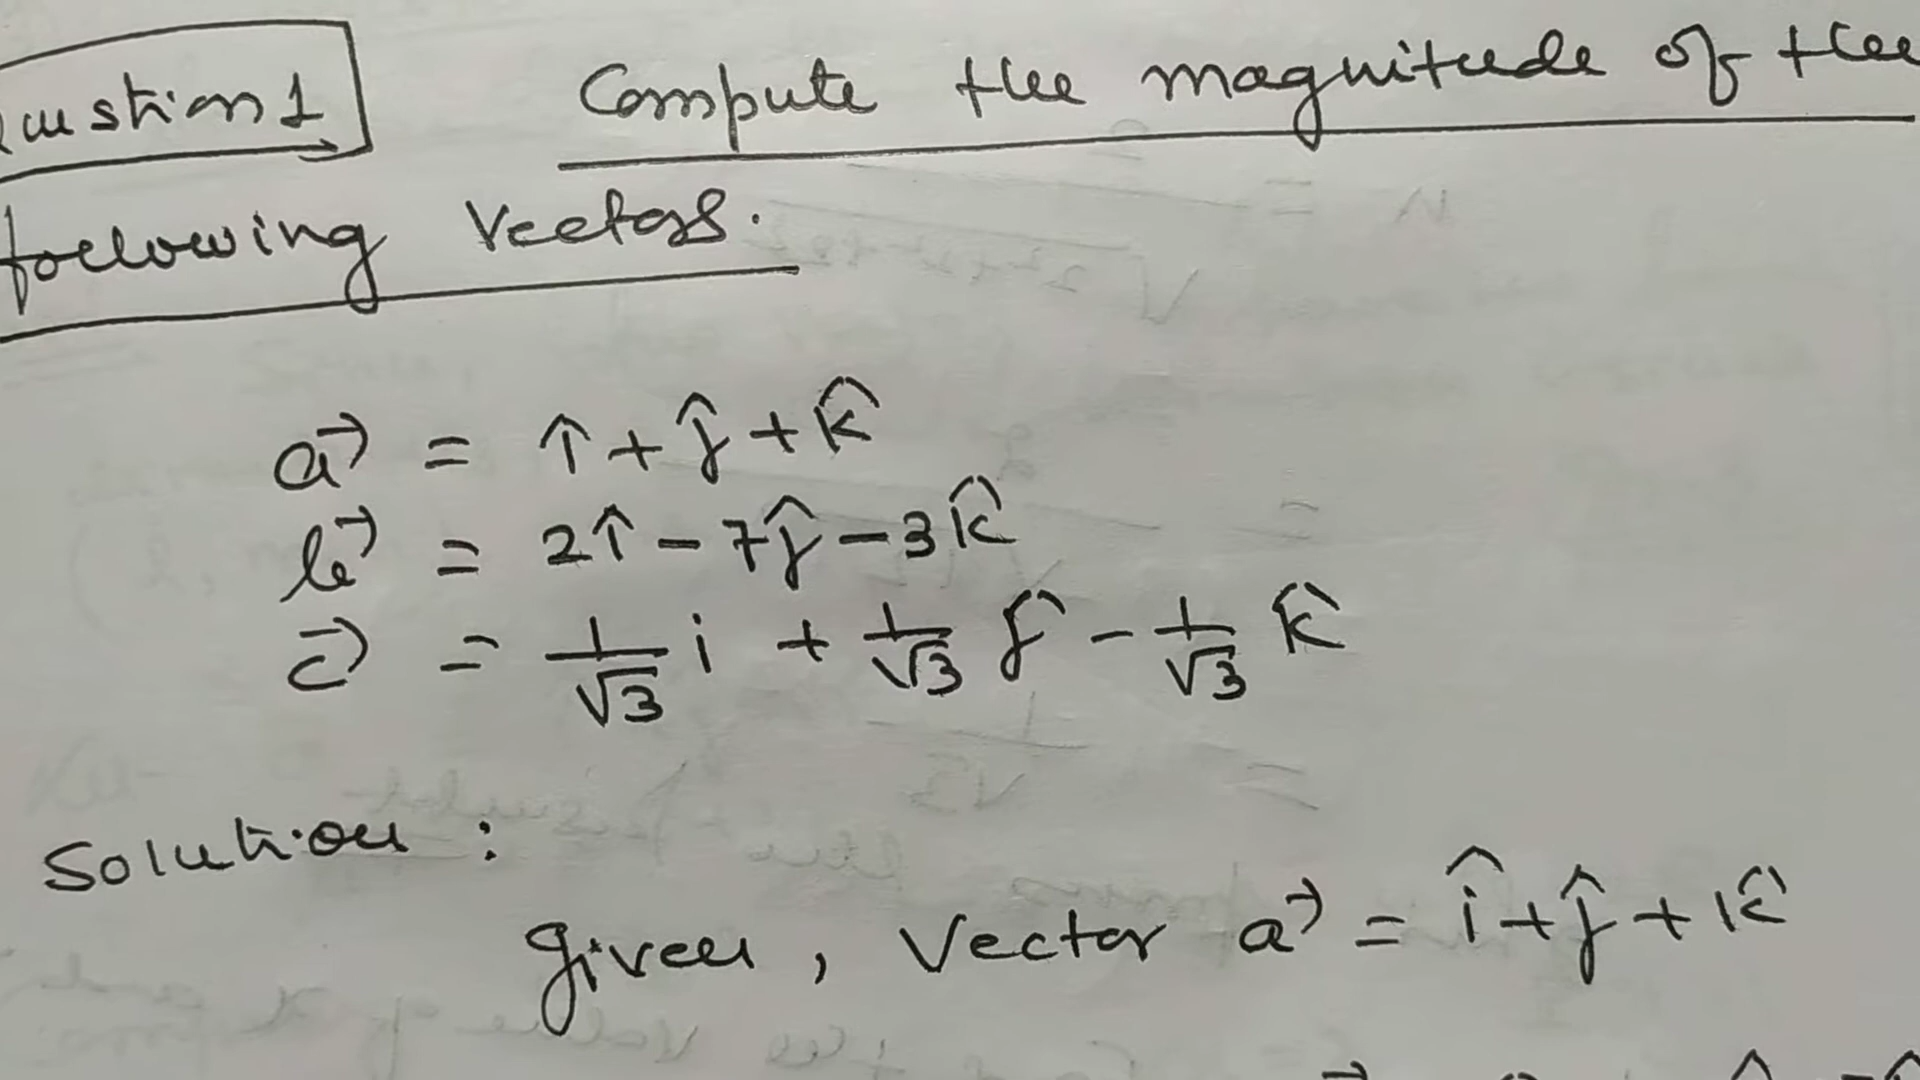 Question 1 Compute the magnitude of the
following Vectors.
a⃗ = î + ĵ + k̂
b⃗ = 2î - 7ĵ - 3k̂
c⃗ = 1/√3 i + 1/√3 ĵ - 1/√3 k̂
Solution :
given , Vector a⃗ = î + ĵ + k̂